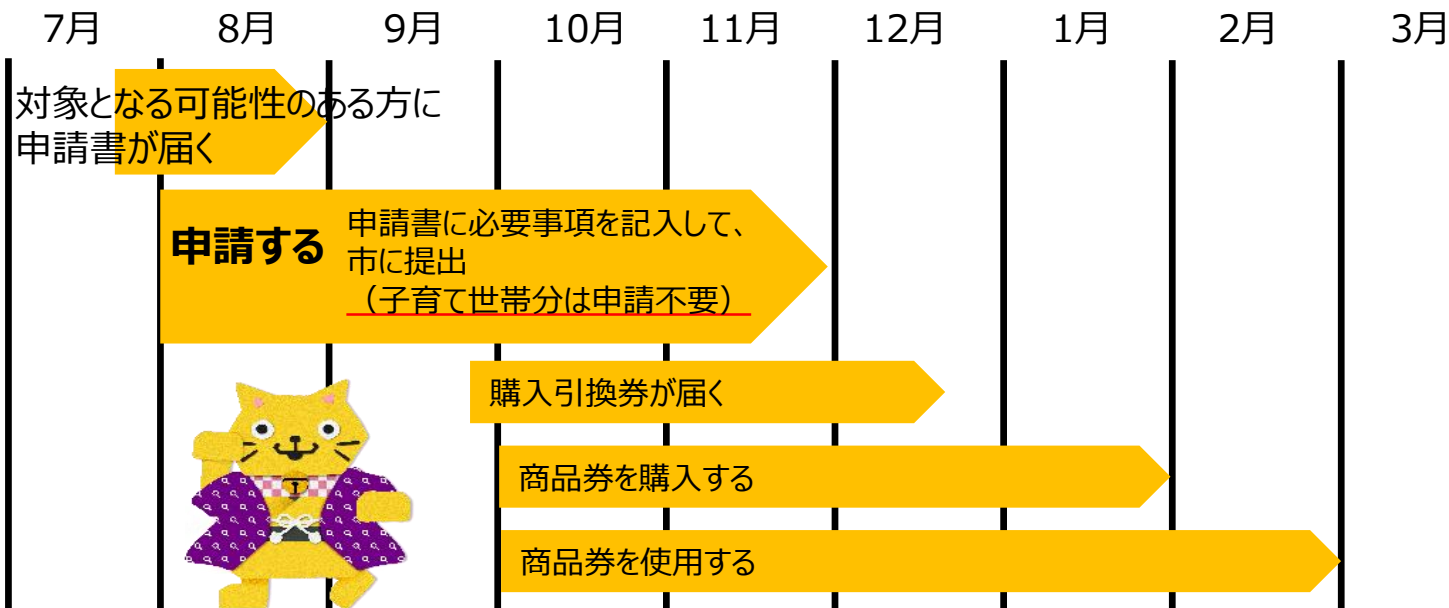 7月 8月 9月 10月 11月 12月 1月 2月 3月
対象となる可能性のある方に
申請書が届く
申請する
申請書に必要事項を記入して、
市に提出
（子育て世帯分は申請不要）
購入引換券が届く
商品券を購入する
商品券を使用する